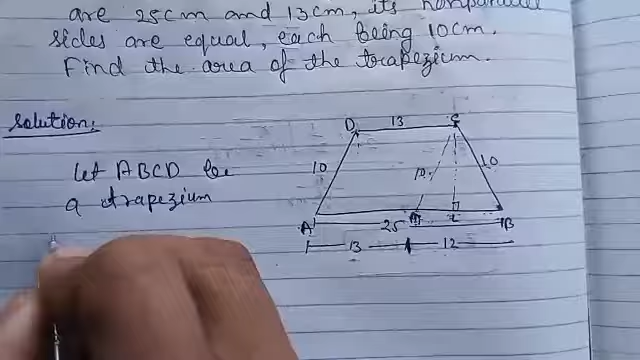 are 25cm and 13cm, its nonparallel
sides are equal, each being 10cm.
Find the area of the trapezium.
Solution:
let ABCD be
a trapezium
D 13 C
10 10 10
A 25 M L B
13 12